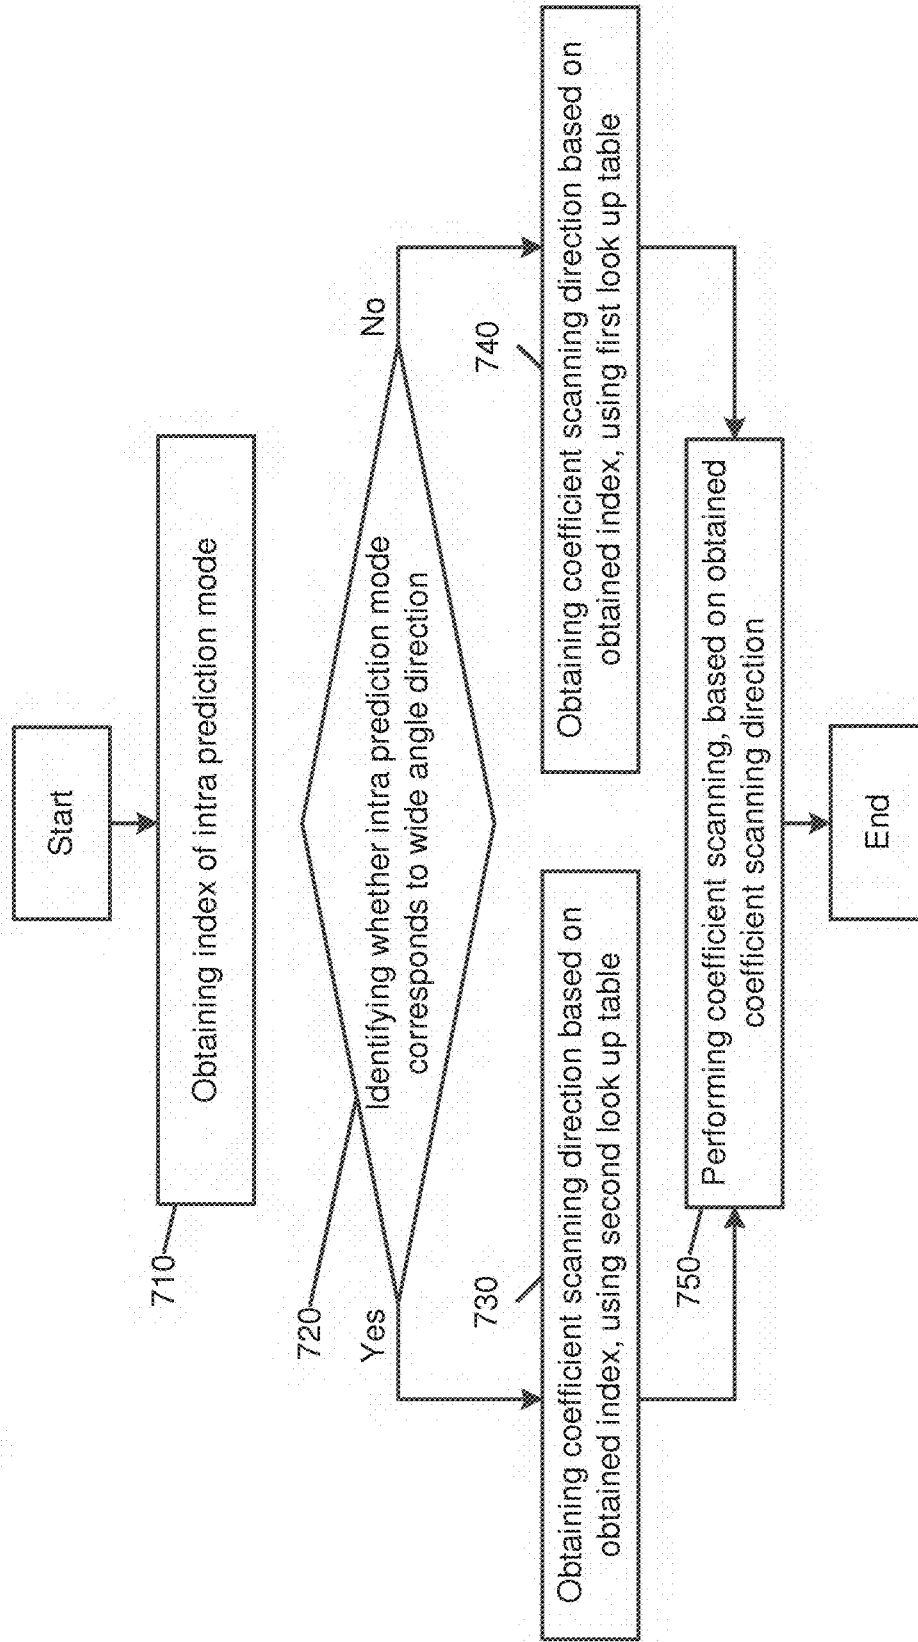 Start
710
Obtaining index of intra prediction mode
720
Identifying whether intra prediction mode
corresponds to wide angle direction
Yes
No
730
Obtaining coefficient scanning direction based on
obtained index, using second look up table
740
Obtaining coefficient scanning direction based on
obtained index, using first look up table
750
Performing coefficient scanning, based on obtained
coefficient scanning direction
End